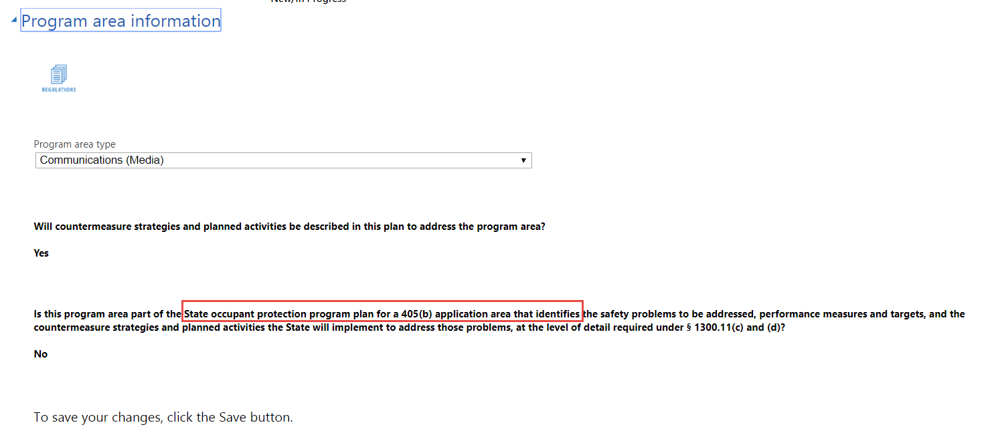 New/In Progress
Program area information
REGULATIONS
Program area type
Communications (Media)
Will countermeasure strategies and planned activities be described in this plan to address the program area?
Yes
Is this program area part of the State occupant protection program plan for a 405(b) application area that identifies the safety problems to be addressed, performance measures and targets, and the
countermeasure strategies and planned activities the State will implement to address those problems, at the level of detail required under § 1300.11(c) and (d)?
No
To save your changes, click the Save button.